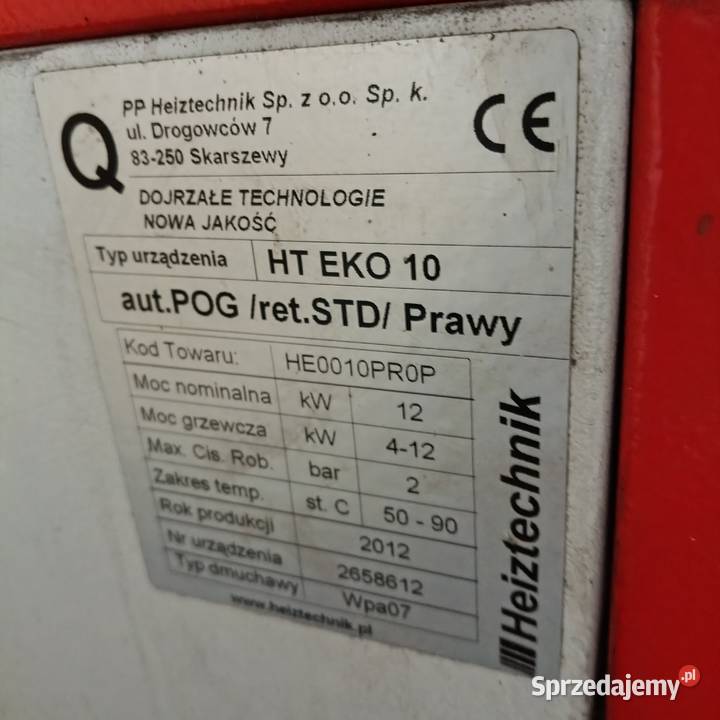 Q
PP Heiztechnik Sp. z o.o. Sp. k.
ul. Drogowców 7
83-250 Skarszewy
CE
DOJRZAŁE TECHNOLOGIE
NOWA JAKOŚĆ
Typ urządzenia HT EKO 10
aut.POG /ret.STD/ Prawy
Kod Towaru: HE0010PR0P
Moc nominalna kW 12
Moc grzewcza kW 4-12
Max. Cis. Rob. bar 2
Zakres temp. st. C 50 - 90
Rok produkcji 2012
Nr urządzenia 2658612
Typ dmuchawy Wpa07
www.heiztechnik.pl
Heiztechnik
Sprzedajemy.pl